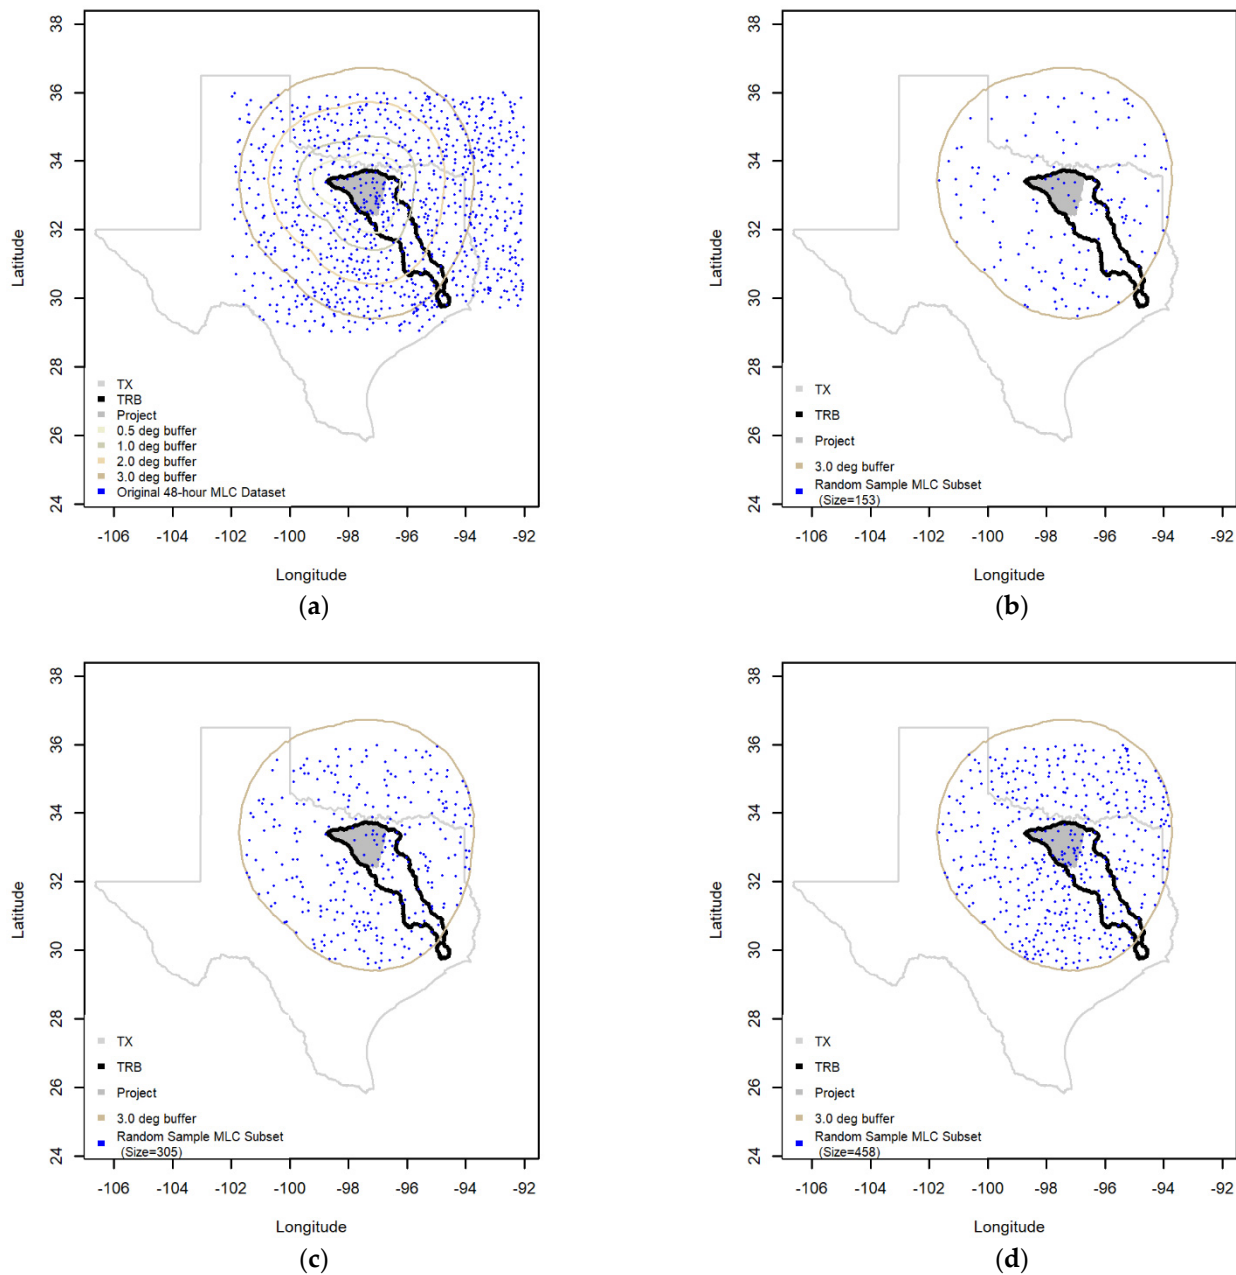 38
36
34
32
30
28
26
24
Latitude
TX
TRB
Project
0.5 deg buffer
1.0 deg buffer
2.0 deg buffer
3.0 deg buffer
Original 48-hour MLC Dataset
-106 -104 -102 -100 -98 -96 -94 -92
Longitude
(a)
38
36
34
32
30
28
26
24
Latitude
TX
TRB
Project
3.0 deg buffer
Random Sample MLC Subset
(Size=153)
-106 -104 -102 -100 -98 -96 -94 -92
Longitude
(b)
38
36
34
32
30
28
26
24
Latitude
TX
TRB
Project
3.0 deg buffer
Random Sample MLC Subset
(Size=305)
-106 -104 -102 -100 -98 -96 -94 -92
Longitude
(c)
38
36
34
32
30
28
26
24
Latitude
TX
TRB
Project
3.0 deg buffer
Random Sample MLC Subset
(Size=458)
-106 -104 -102 -100 -98 -96 -94 -92
Longitude
(d)